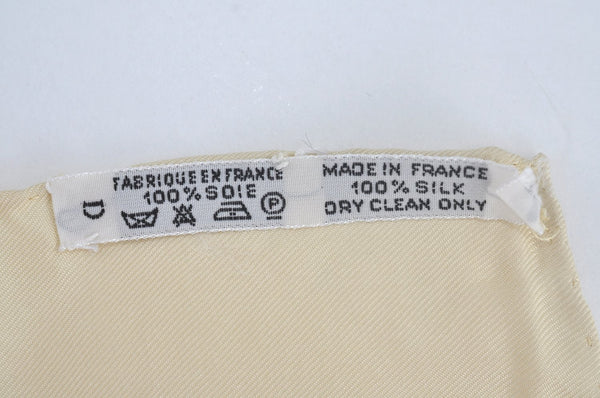 FABRIQUE EN FRANCE
100% SOIE
D
P
MADE IN FRANCE
100% SILK
DRY CLEAN ONLY